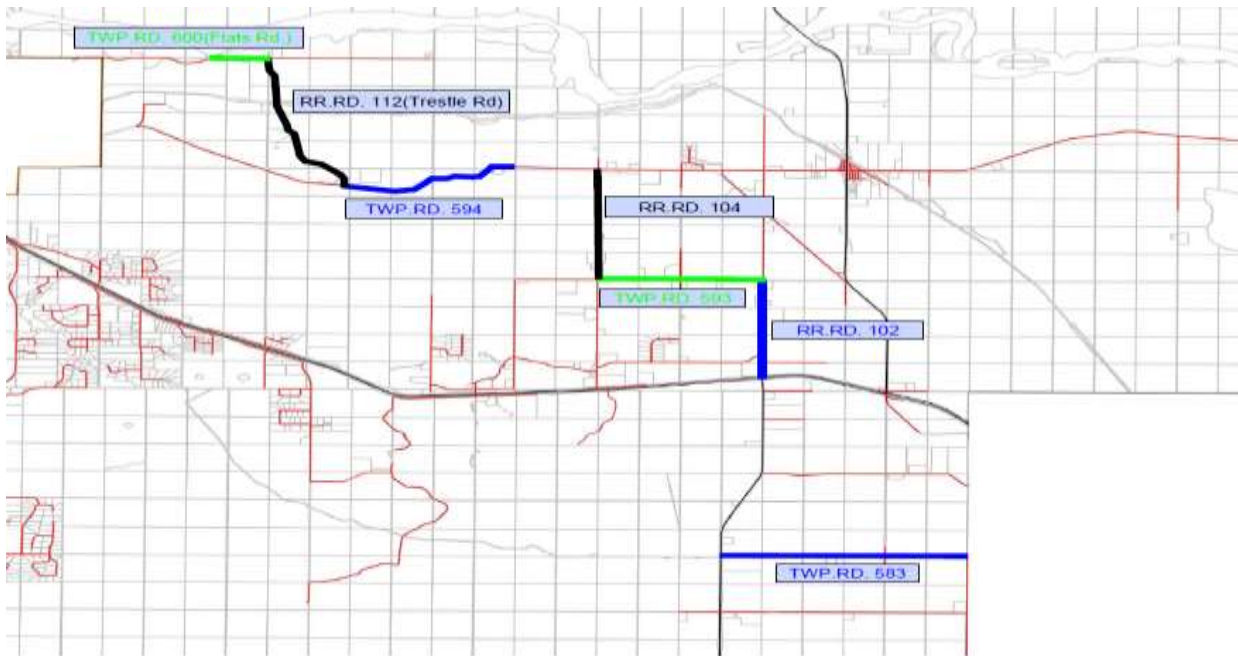 TWP.RD. 600(Flats Rd.)
RR.RD. 112(Trestle Rd)
TWP.RD. 594
RR.RD. 104
TWP.RD. 593
RR.RD. 102
TWP.RD. 583